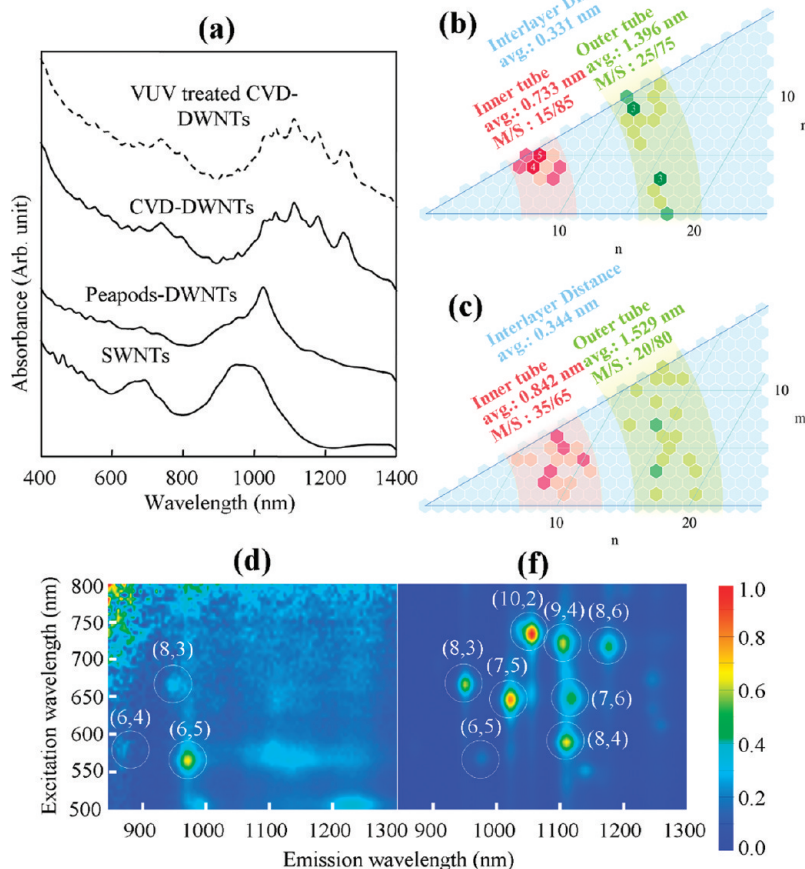 (a)
VUV treated CVD-
DWNTs
CVD-DWNTs
Peapods-DWNTs
SWNTs
Absorbance (Arb. unit)
400 600 800 1000 1200 1400
Wavelength (nm)
(b)
avg.: 0.331 nm
Inner tube
avg.: 0.733 nm
M/S : 15/85
Outer tube
avg.: 1.396 nm
M/S : 25/75
3
5
4
3
10
10 20
n
(c)
Interlayer Distance
avg.: 0.344 nm
Inner tube
avg.: 0.842 nm
M/S : 35/65
Outer tube
avg.: 1.529 nm
M/S : 20/80
10
m
10 20
n
(d)
Excitation wavelength (nm)
800
750
700
650
600
550
500
(8,3)
(6,4)
(6,5)
900 1000 1100 1300
(f)
(10,2)
(9,4)
(8,6)
(8,3)
(7,5)
(7,6)
(6,5)
(8,4)
900 1000 1100 1200 1300
Emission wavelength (nm)
1.0
0.8
0.6
0.4
0.2
0.0